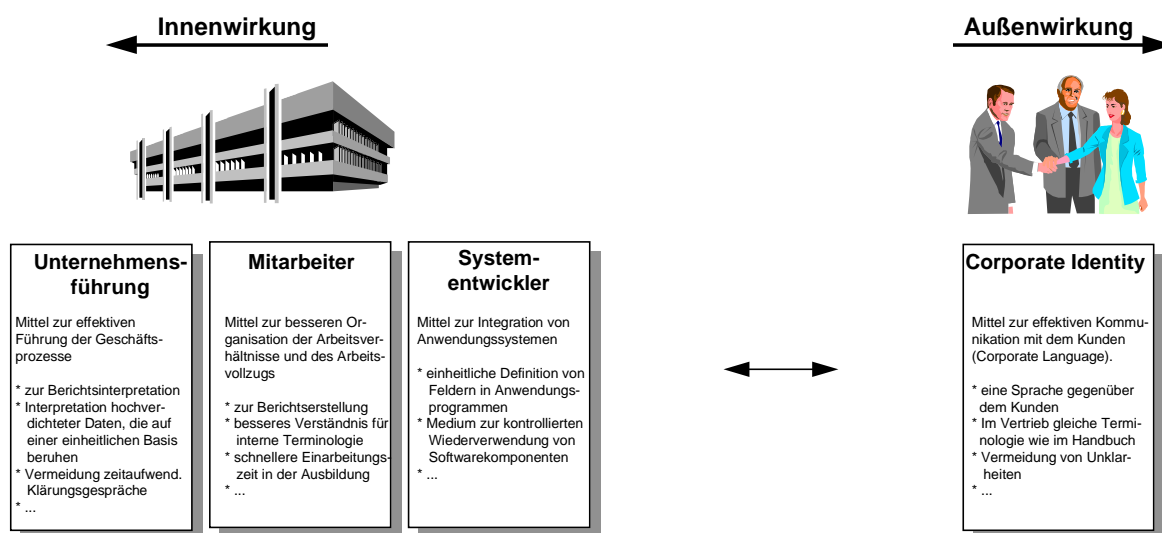 Innenwirkung
Außenwirkung
Unternehmens-
führung
Mittel zur effektiven
Führung der Geschäfts-
prozesse
* zur Berichtsinterpretation
* Interpretation hochver-
dichteter Daten, die auf
einer einheitlichen Basis
beruhen
* Vermeidung zeitaufwend.
Klärungsgespräche
* ...
Mitarbeiter
Mittel zur besseren Or-
ganisation der Arbeitsver-
hältnisse und des Arbeits-
vollzugs
* zur Berichtserstellung
* besseres Verständnis für
interne Terminologie
* schnellere Einarbeitungs-
zeit in der Ausbildung
* ...
System-
entwickler
Mittel zur Integration von
Anwendungssystemen
* einheitliche Definition von
Feldern in Anwendungs-
programmen
* Medium zur kontrollierten
Wiederverwendung von
Softwarekomponenten
* ...
Corporate Identity
Mittel zur effektiven Kommu-
nikation mit dem Kunden
(Corporate Language).
* eine Sprache gegenüber
dem Kunden
* Im Vertrieb gleiche Termi-
nologie wie im Handbuch
* Vermeidung von Unklar-
heiten
* ...